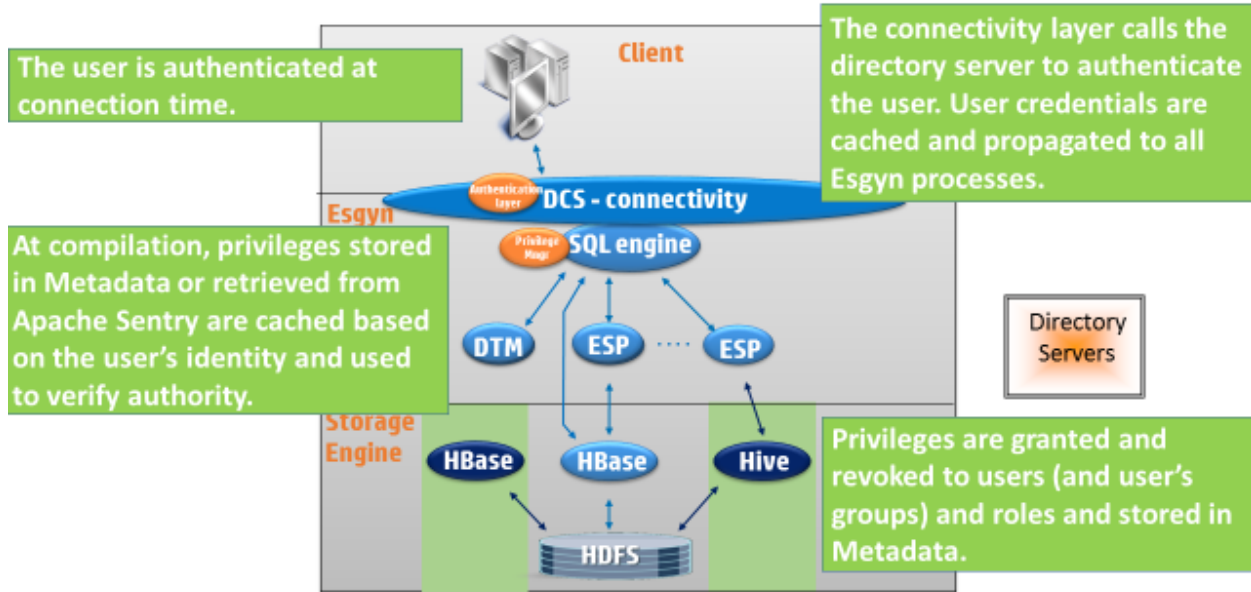 Client
The user is authenticated at
connection time.
The connectivity layer calls the
directory server to authenticate
the user. User credentials are
cached and propagated to all
Esgyn processes.
Authentication
layer
DCS - connectivity
Esgyn
Privilege
Mngr
SQL engine
At compilation, privileges stored
in Metadata or retrieved from
Apache Sentry are cached based
on the user's identity and used
to verify authority.
DTM
ESP
....
ESP
Directory
Servers
Storage
Engine
HBase
HBase
Hive
Privileges are granted and
revoked to users (and user's
groups) and roles and stored in
Metadata.
HDFS